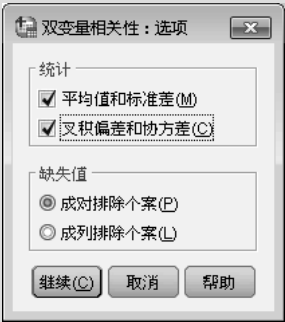 双变量相关性：选项
统计
平均值和标准差(M)
叉积偏差和协方差(C)
缺失值
成对排除个案(P)
成列排除个案(L)
继续(C) 取消 帮助